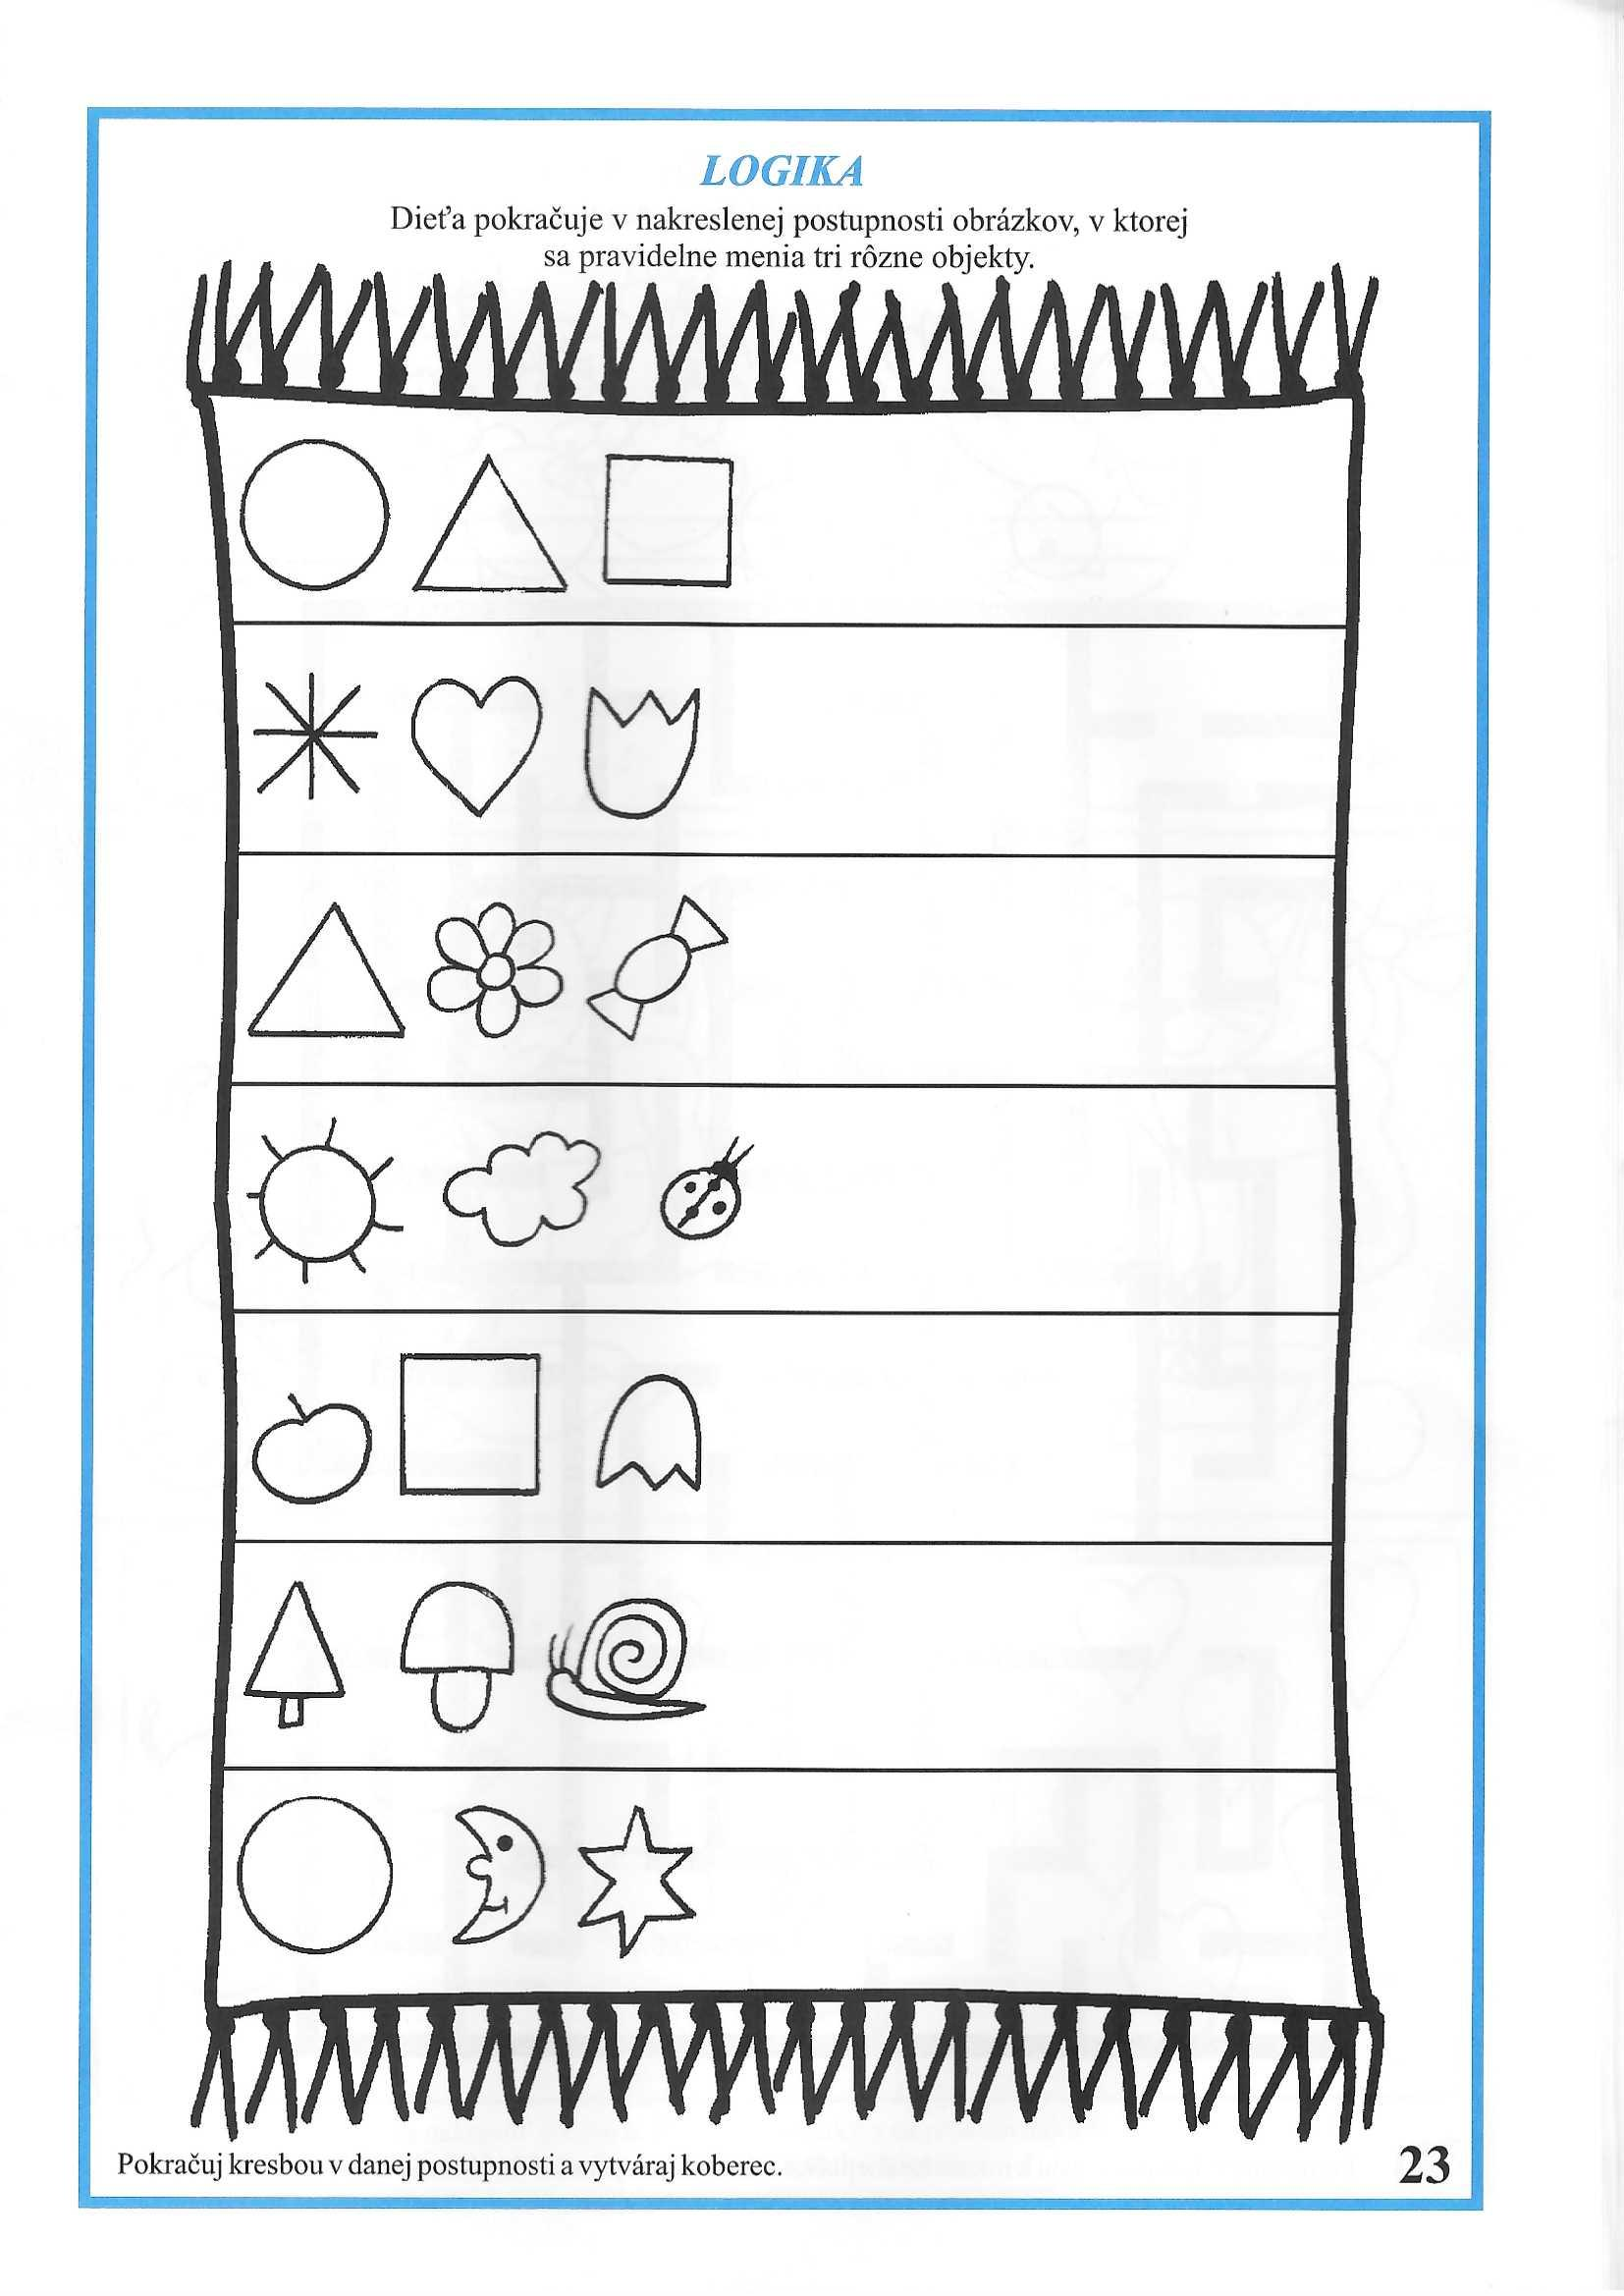 LOGIKA
Dieťa pokračuje v nakreslenej postupnosti obrázkov, v ktorej
sa pravidelne menia tri rôzne objekty.
Pokračuj kresbou v danej postupnosti a vytváraj koberec.
23